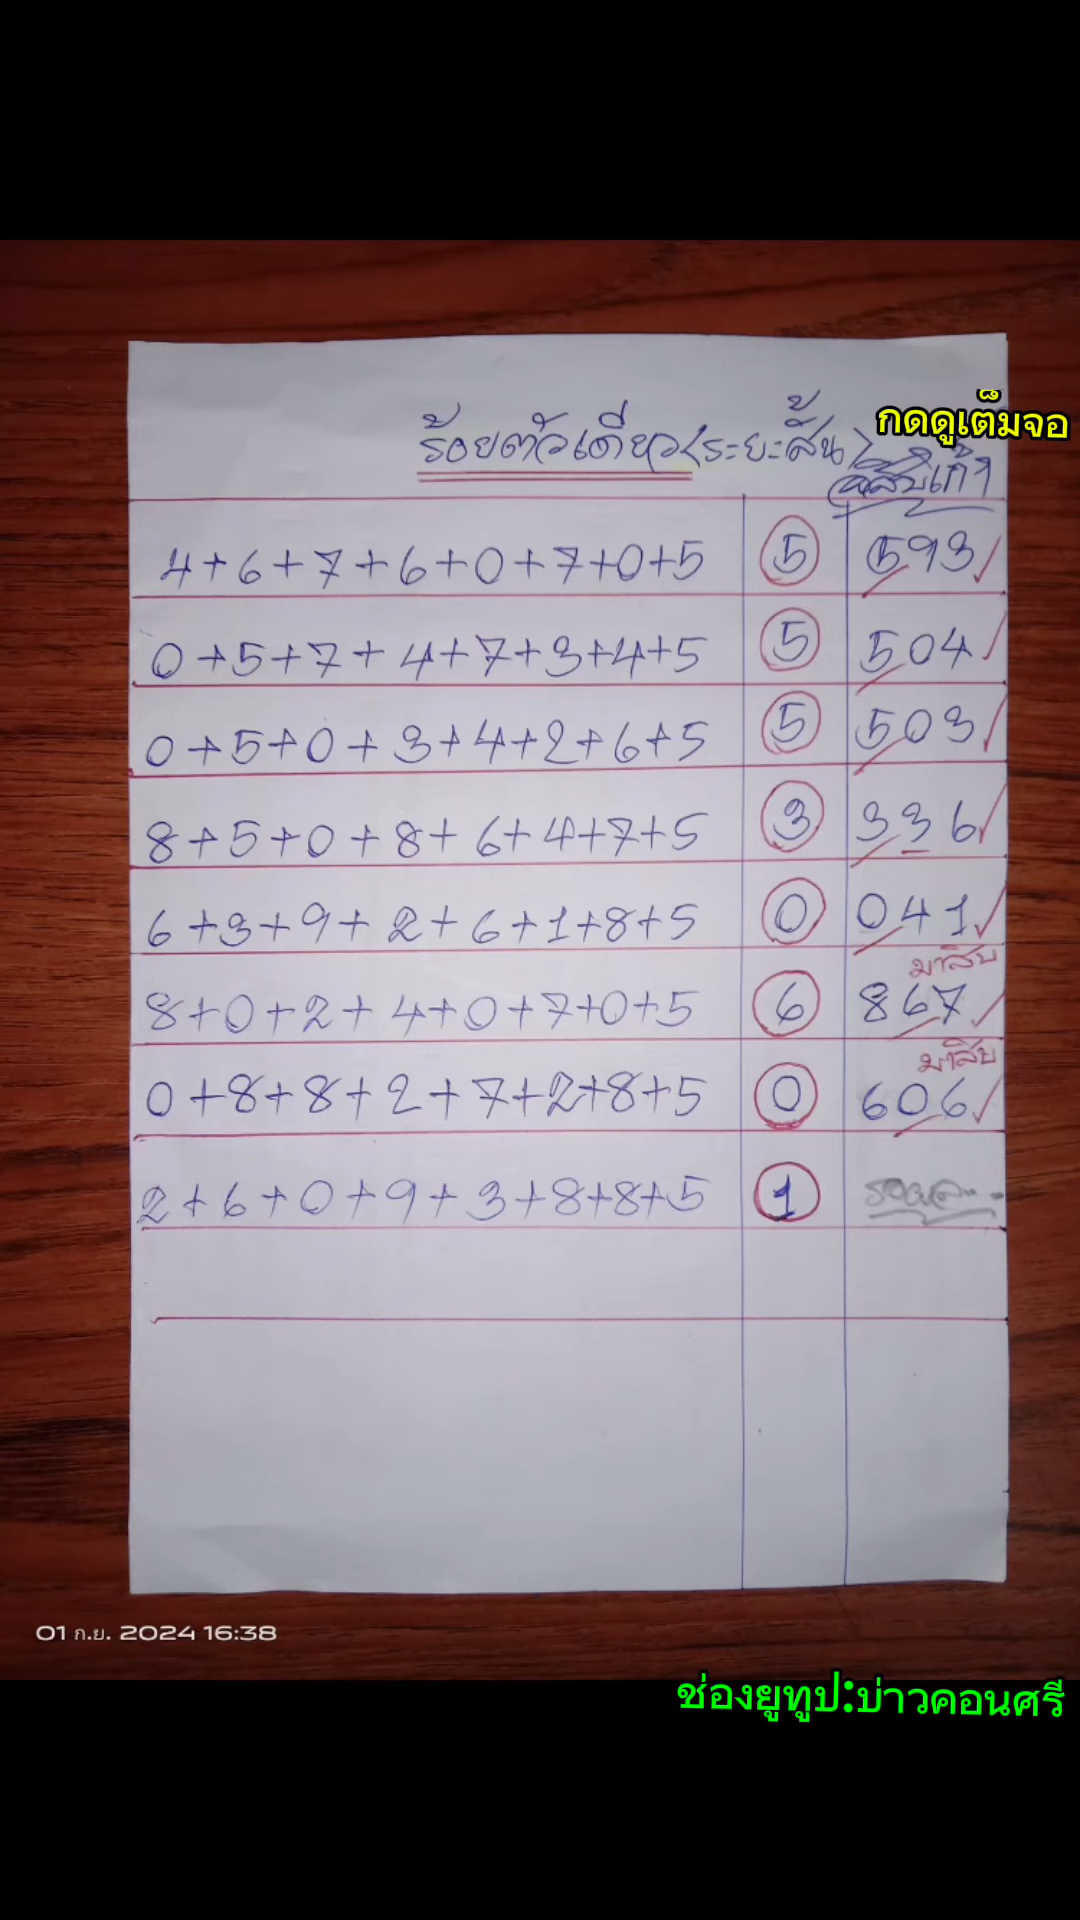 กดดูเต็มจอ
ร้อยตัวเดียว(ระยะสั้น)
(สิบเก้า
4+6+7+6+0+7+0+5 5 593
0+5+7+4+7+3+4+5 5 504
0+5+0+3+4+2+6+5 5 503
8+5+0+8+6+4+7+5 3 336
6+3+9+2+6+1+8+5 0 041
มาสิบ
8+0+2+4+0+7+0+5 6 867
มาสิบ
0+8+8+2+7+2+8+5 0 606
2+6+0+9+3+8+8+5 1
01 ก.ย. 2024 16:38
ช่องยูทูป:บ่าวคอนศรี